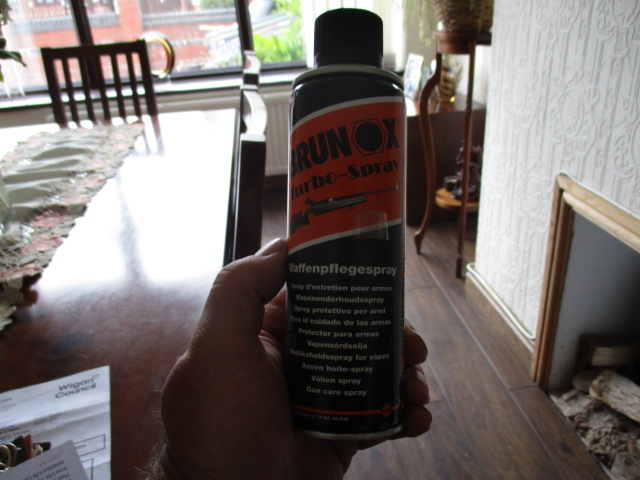 BRUNOX
Turbo-Spray
Waffenpflegespray
Spray d'entretien pour armes
Wapenonderhoudsspray
Spray protettivo per armi
Para el cuidado de las armas
Protector para armas
Vapenvårdsolja
Vedlikeholdsspray for våpen
Aseen hoito-spray
Våben spray
Gun care spray
Wigan
Council